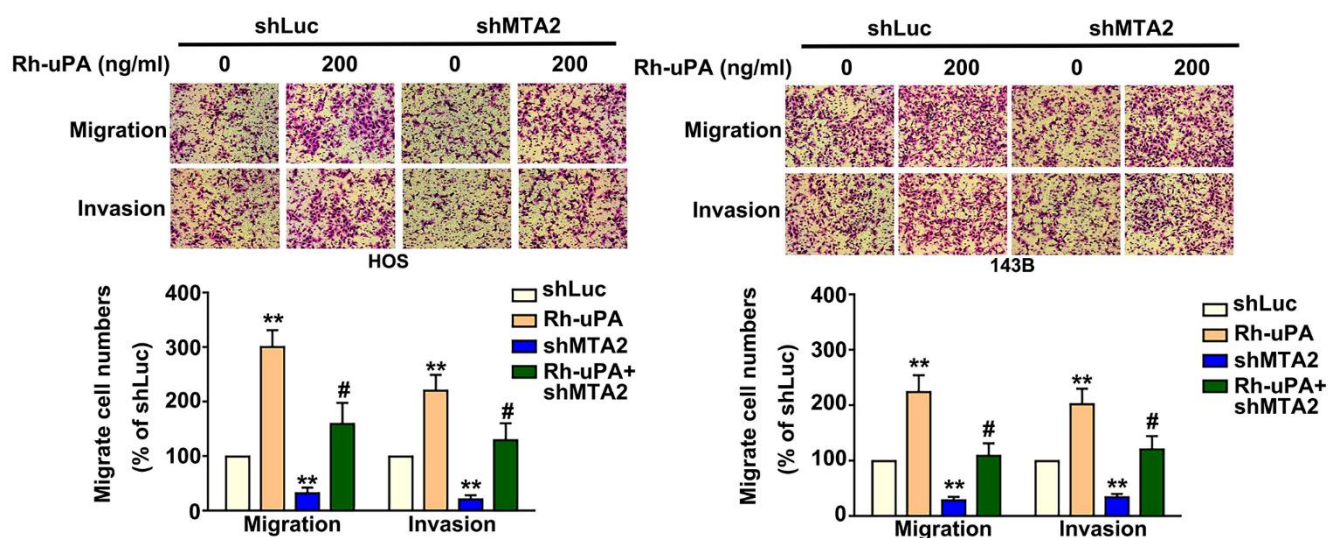 shLuc shMTA2
Rh-uPA (ng/ml) 0 200 0 200
Migration
Invasion
HOS
Migrate cell numbers
(% of shLuc)
400
300
200
100
0
**
**
#
**
**
#
Migration Invasion
shLuc
Rh-uPA
shMTA2
Rh-uPA+
shMTA2
shLuc shMTA2
Rh-uPA (ng/ml) 0 200 0 200
Migration
Invasion
143B
Migrate cell numbers
(% of shLuc)
400
300
200
100
0
**
**
#
**
**
#
Migration Invasion
shLuc
Rh-uPA
shMTA2
Rh-uPA+
shMTA2